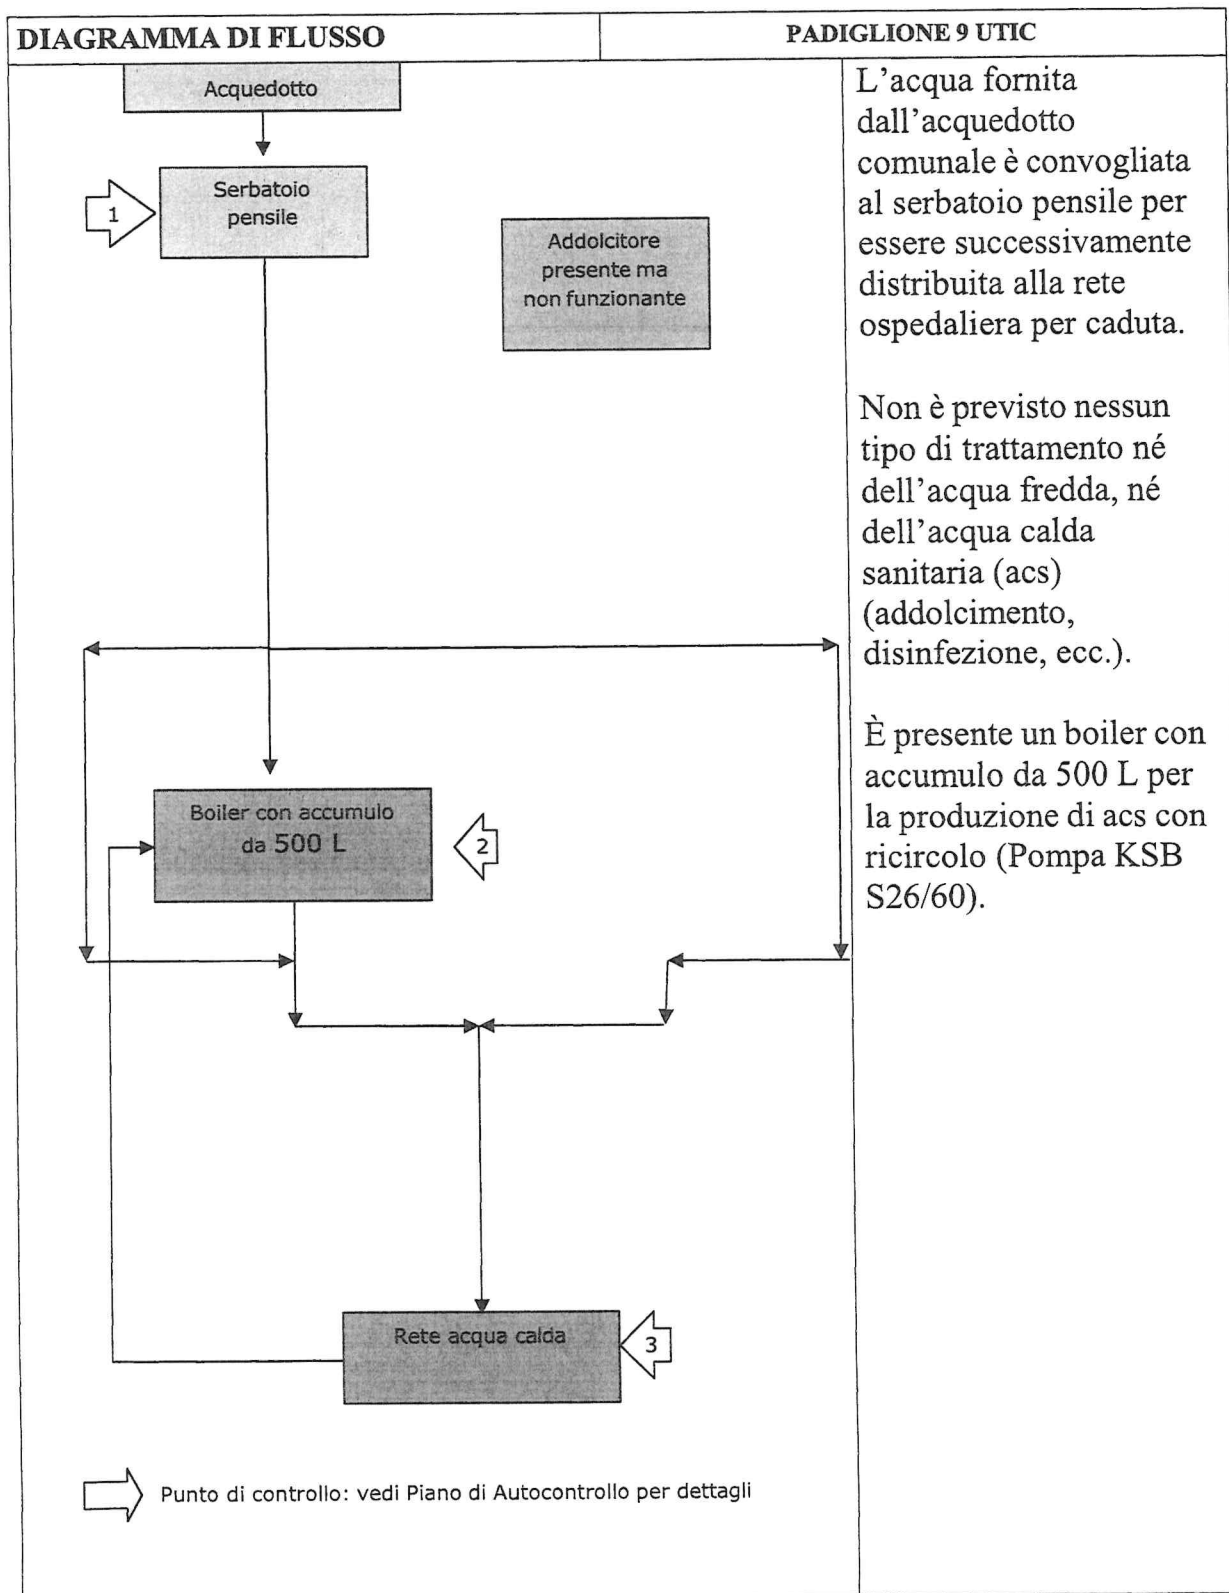 DIAGRAMMA DI FLUSSO
PADIGLIONE 9 UTIC
Acquedotto
1
Serbatoio
pensile
Addolcitore
presente ma
non funzionante
Boiler con accumulo
da 500 L
2
Rete acqua calda
3
Punto di controllo: vedi Piano di Autocontrollo per dettagli
L'acqua fornita
dall'acquedotto
comunale è convogliata
al serbatoio pensile per
essere successivamente
distribuita alla rete
ospedaliera per caduta.
Non è previsto nessun
tipo di trattamento né
dell'acqua fredda, né
dell'acqua calda
sanitaria (acs)
(addolcimento,
disinfezione, ecc.).
È presente un boiler con
accumulo da 500 L per
la produzione di acs con
ricircolo (Pompa KSB
S26/60).